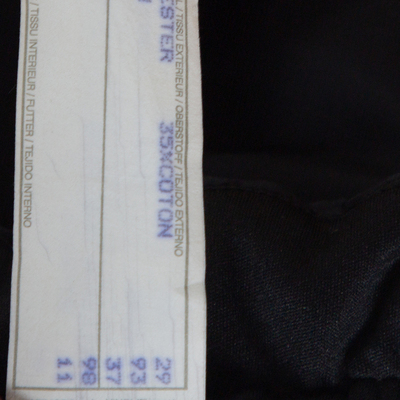 / TISSU EXTERIEUR / OBERSTOFF / TEJIDO EXTERNO
ESTER 35%COTON 29
93
37
98
11
/ TISSU INTERIEUR / FUTTER / TEJIDO INTERNO